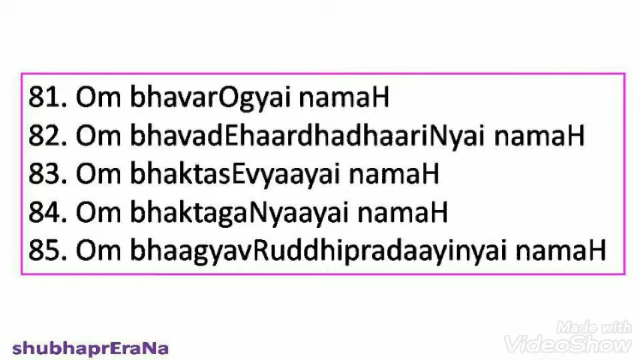 81. Om bhavarOgyai namaH
82. Om bhavadEhaardhadhaariNyai namaH
83. Om bhaktasEvyaayai namaH
84. Om bhaktagaNyaayai namaH
85. Om bhaagyavRuddhipradaayinyai namaH
Made with
VideoShow
shubhaprEraNa